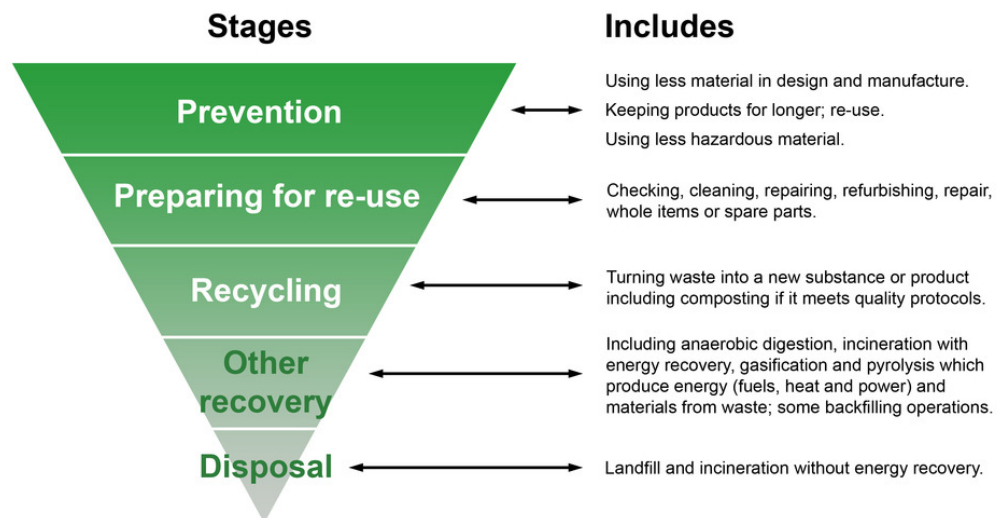 Stages
Includes
Prevention
Using less material in design and manufacture.
Keeping products for longer; re-use.
Using less hazardous material.
Preparing for re-use
Checking, cleaning, repairing, refurbishing, repair,
whole items or spare parts.
Recycling
Turning waste into a new substance or product
including composting if it meets quality protocols.
Other
recovery
Including anaerobic digestion, incineration with
energy recovery, gasification and pyrolysis which
produce energy (fuels, heat and power) and
materials from waste; some backfilling operations.
Disposal
Landfill and incineration without energy recovery.